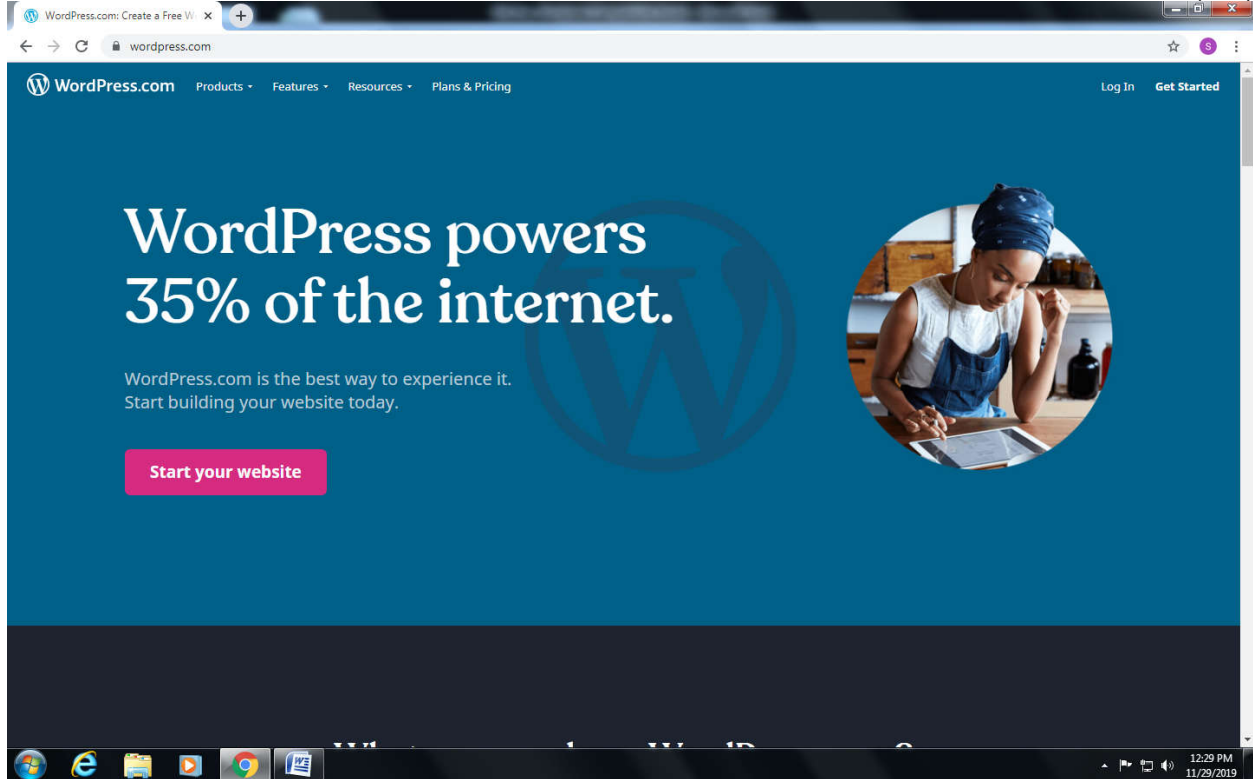 WordPress.com: Create a Free W
wordpress.com
S
WordPress.com Products Features Resources Plans & Pricing Log In Get Started
WordPress powers
35% of the internet.
WordPress.com is the best way to experience it.
Start building your website today.
Start your website
12:29 PM
11/29/2019